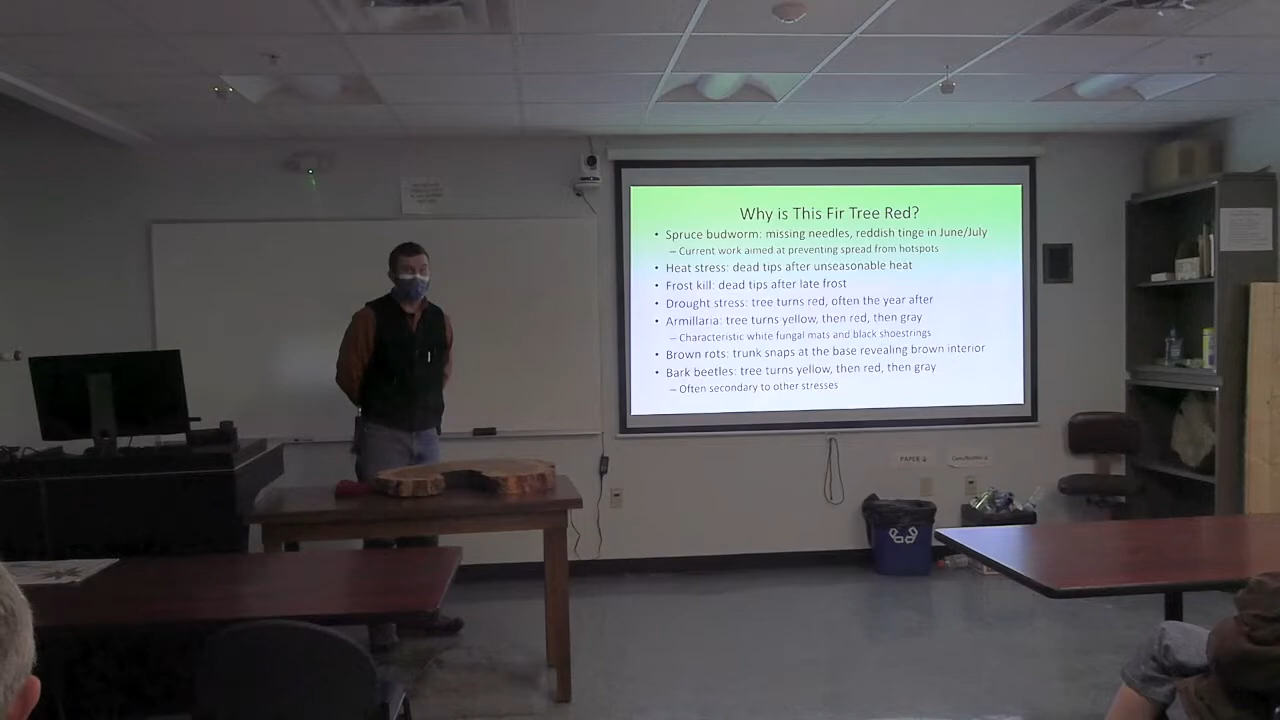 Why is This Fir Tree Red?
• Spruce budworm: missing needles, reddish tinge in June/July
– Current work aimed at preventing spread from hotspots
• Heat stress: dead tips after unseasonable heat
• Frost kill: dead tips after late frost
• Drought stress: tree turns red, often the year after
• Armillaria: tree turns yellow, then red, then gray
– Characteristic white fungal mats and black shoestrings
• Brown rots: trunk snaps at the base revealing brown interior
• Bark beetles: tree turns yellow, then red, then gray
– Often secondary to other stresses
PAPER